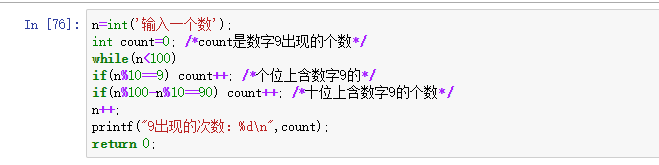 In [76]: n=int('输入一个数');
int count=0; /*count是数字9出现的个数*/
while(n<100)
if(n%10==9) count++; /*个位上含数字9的*/
if(n%100-n%10==90) count++; /*十位上含数字9的个数*/
n++;
printf("9出现的次数: %d\n",count);
return 0;